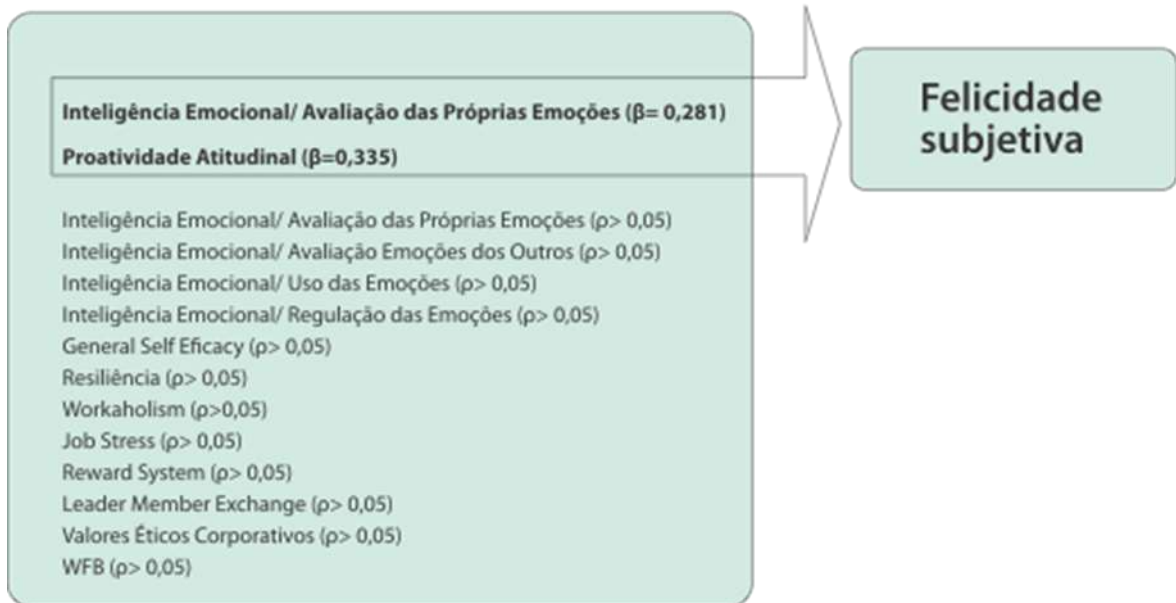 Inteligência Emocional/ Avaliação das Próprias Emoções (β= 0,281)
Proatividade Atitudinal (β=0,335)
Inteligência Emocional/ Avaliação das Próprias Emoções (ρ> 0,05)
Inteligência Emocional/ Avaliação Emoções dos Outros (ρ> 0,05)
Inteligência Emocional/ Uso das Emoções (ρ> 0,05)
Inteligência Emocional/ Regulação das Emoções (ρ> 0,05)
General Self Eficacy (ρ> 0,05)
Resiliência (ρ> 0,05)
Workaholism (ρ>0,05)
Job Stress (ρ> 0,05)
Reward System (ρ> 0,05)
Leader Member Exchange (ρ> 0,05)
Valores Éticos Corporativos (ρ> 0,05)
WFB (ρ> 0,05)
Felicidade
subjetiva